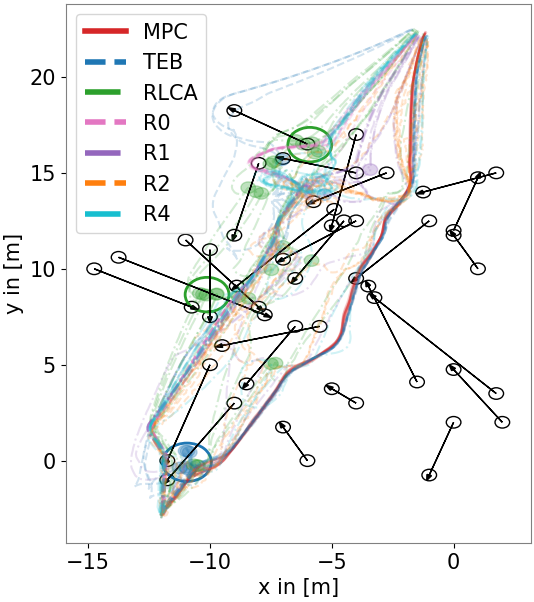 MPC
TEB
RLCA
R0
R1
R2
R4
y in [m]
20
15
10
5
0
−15 −10 −5 0
x in [m]